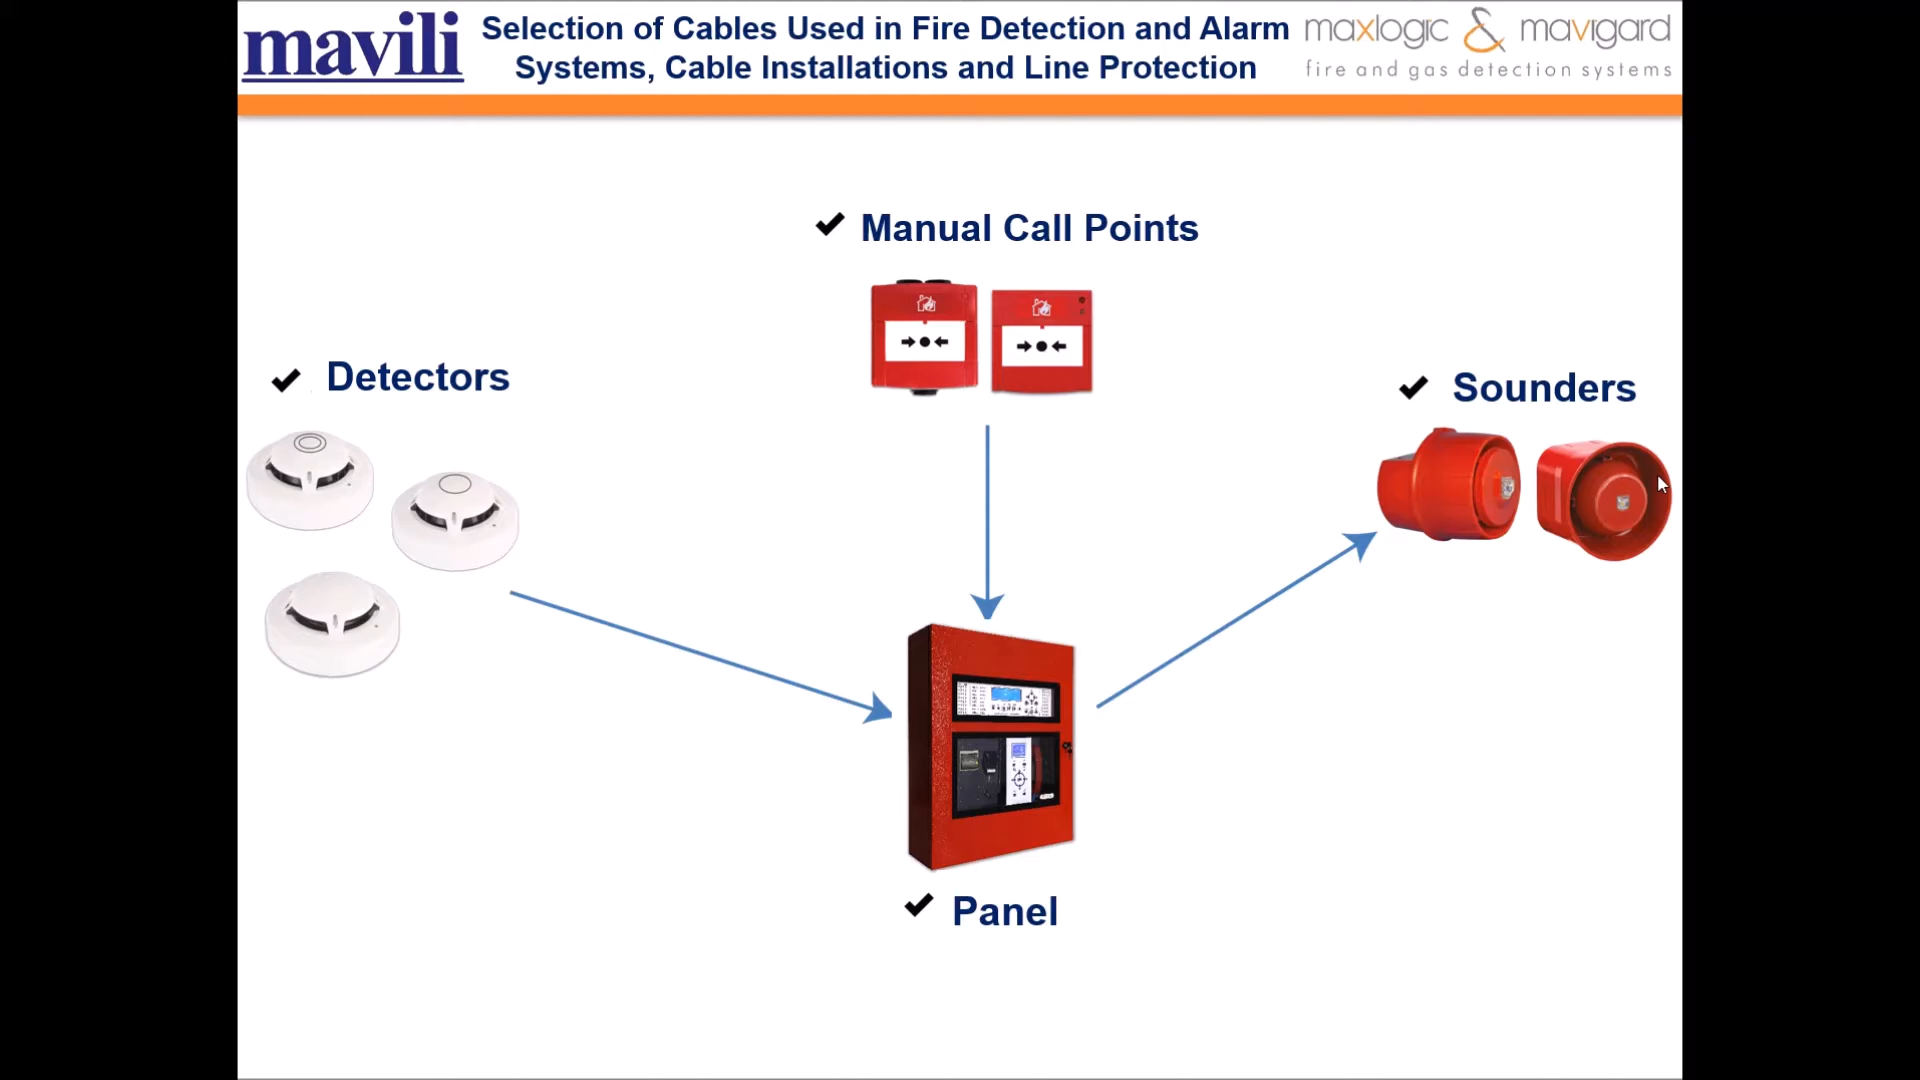 mavili
Selection of Cables Used in Fire Detection and Alarm
Systems, Cable Installations and Line Protection
maxlogic & mavigard
fire and gas detection systems
Manual Call Points
Detectors
Sounders
Panel